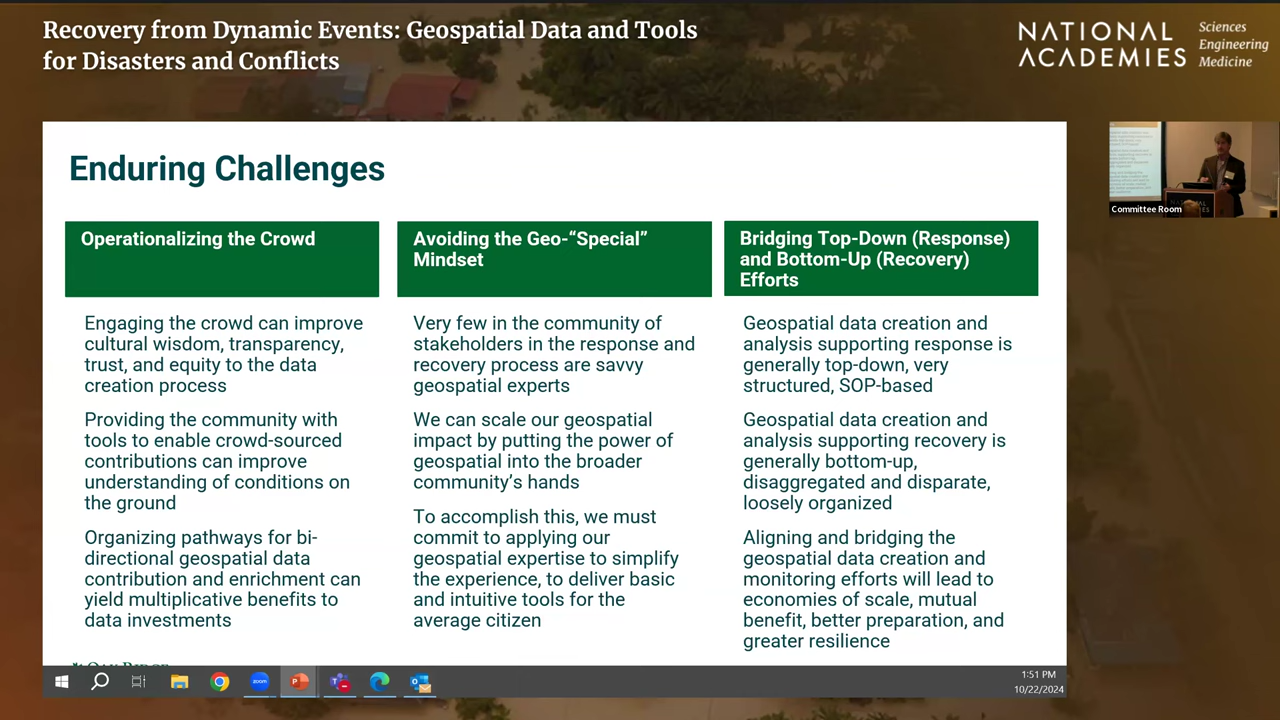 Recovery from Dynamic Events: Geospatial Data and Tools
for Disasters and Conflicts
NATIONAL
ACADEMIES
Sciences
Engineering
Medicine
Enduring Challenges
Operationalizing the Crowd
Engaging the crowd can improve
cultural wisdom, transparency,
trust, and equity to the data
creation process
Providing the community with
tools to enable crowd-sourced
contributions can improve
understanding of conditions on
the ground
Organizing pathways for bi-
directional geospatial data
contribution and enrichment can
yield multiplicative benefits to
data investments
Avoiding the Geo-“Special”
Mindset
Very few in the community of
stakeholders in the response and
recovery process are savvy
geospatial experts
We can scale our geospatial
impact by putting the power of
geospatial into the broader
community’s hands
To accomplish this, we must
commit to applying our
geospatial expertise to simplify
the experience, to deliver basic
and intuitive tools for the
average citizen
Bridging Top-Down (Response)
and Bottom-Up (Recovery)
Efforts
Geospatial data creation and
analysis supporting response is
generally top-down, very
structured, SOP-based
Geospatial data creation and
analysis supporting recovery is
generally bottom-up,
disaggregated and disparate,
loosely organized
Aligning and bridging the
geospatial data creation and
monitoring efforts will lead to
economies of scale, mutual
benefit, better preparation, and
greater resilience
Committee Room
zoom
1:51 PM
10/22/2024